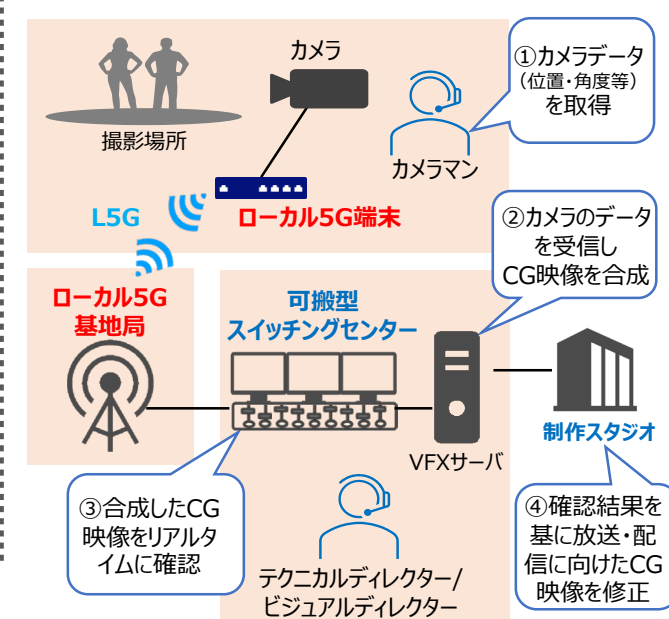 カメラ
①カメラデータ
（位置・角度等）
を取得
撮影場所
カメラマン
L5G
ローカル5G端末
②カメラのデータ
を受信し
CG映像を合成
ローカル5G
基地局
可搬型
スイッチングセンター
制作スタジオ
VFXサーバ
③合成したCG
映像をリアルタ
イムに確認
④確認結果を
基に放送・配
信に向けたCG
映像を修正
テクニカルディレクター/
ビジュアルディレクター